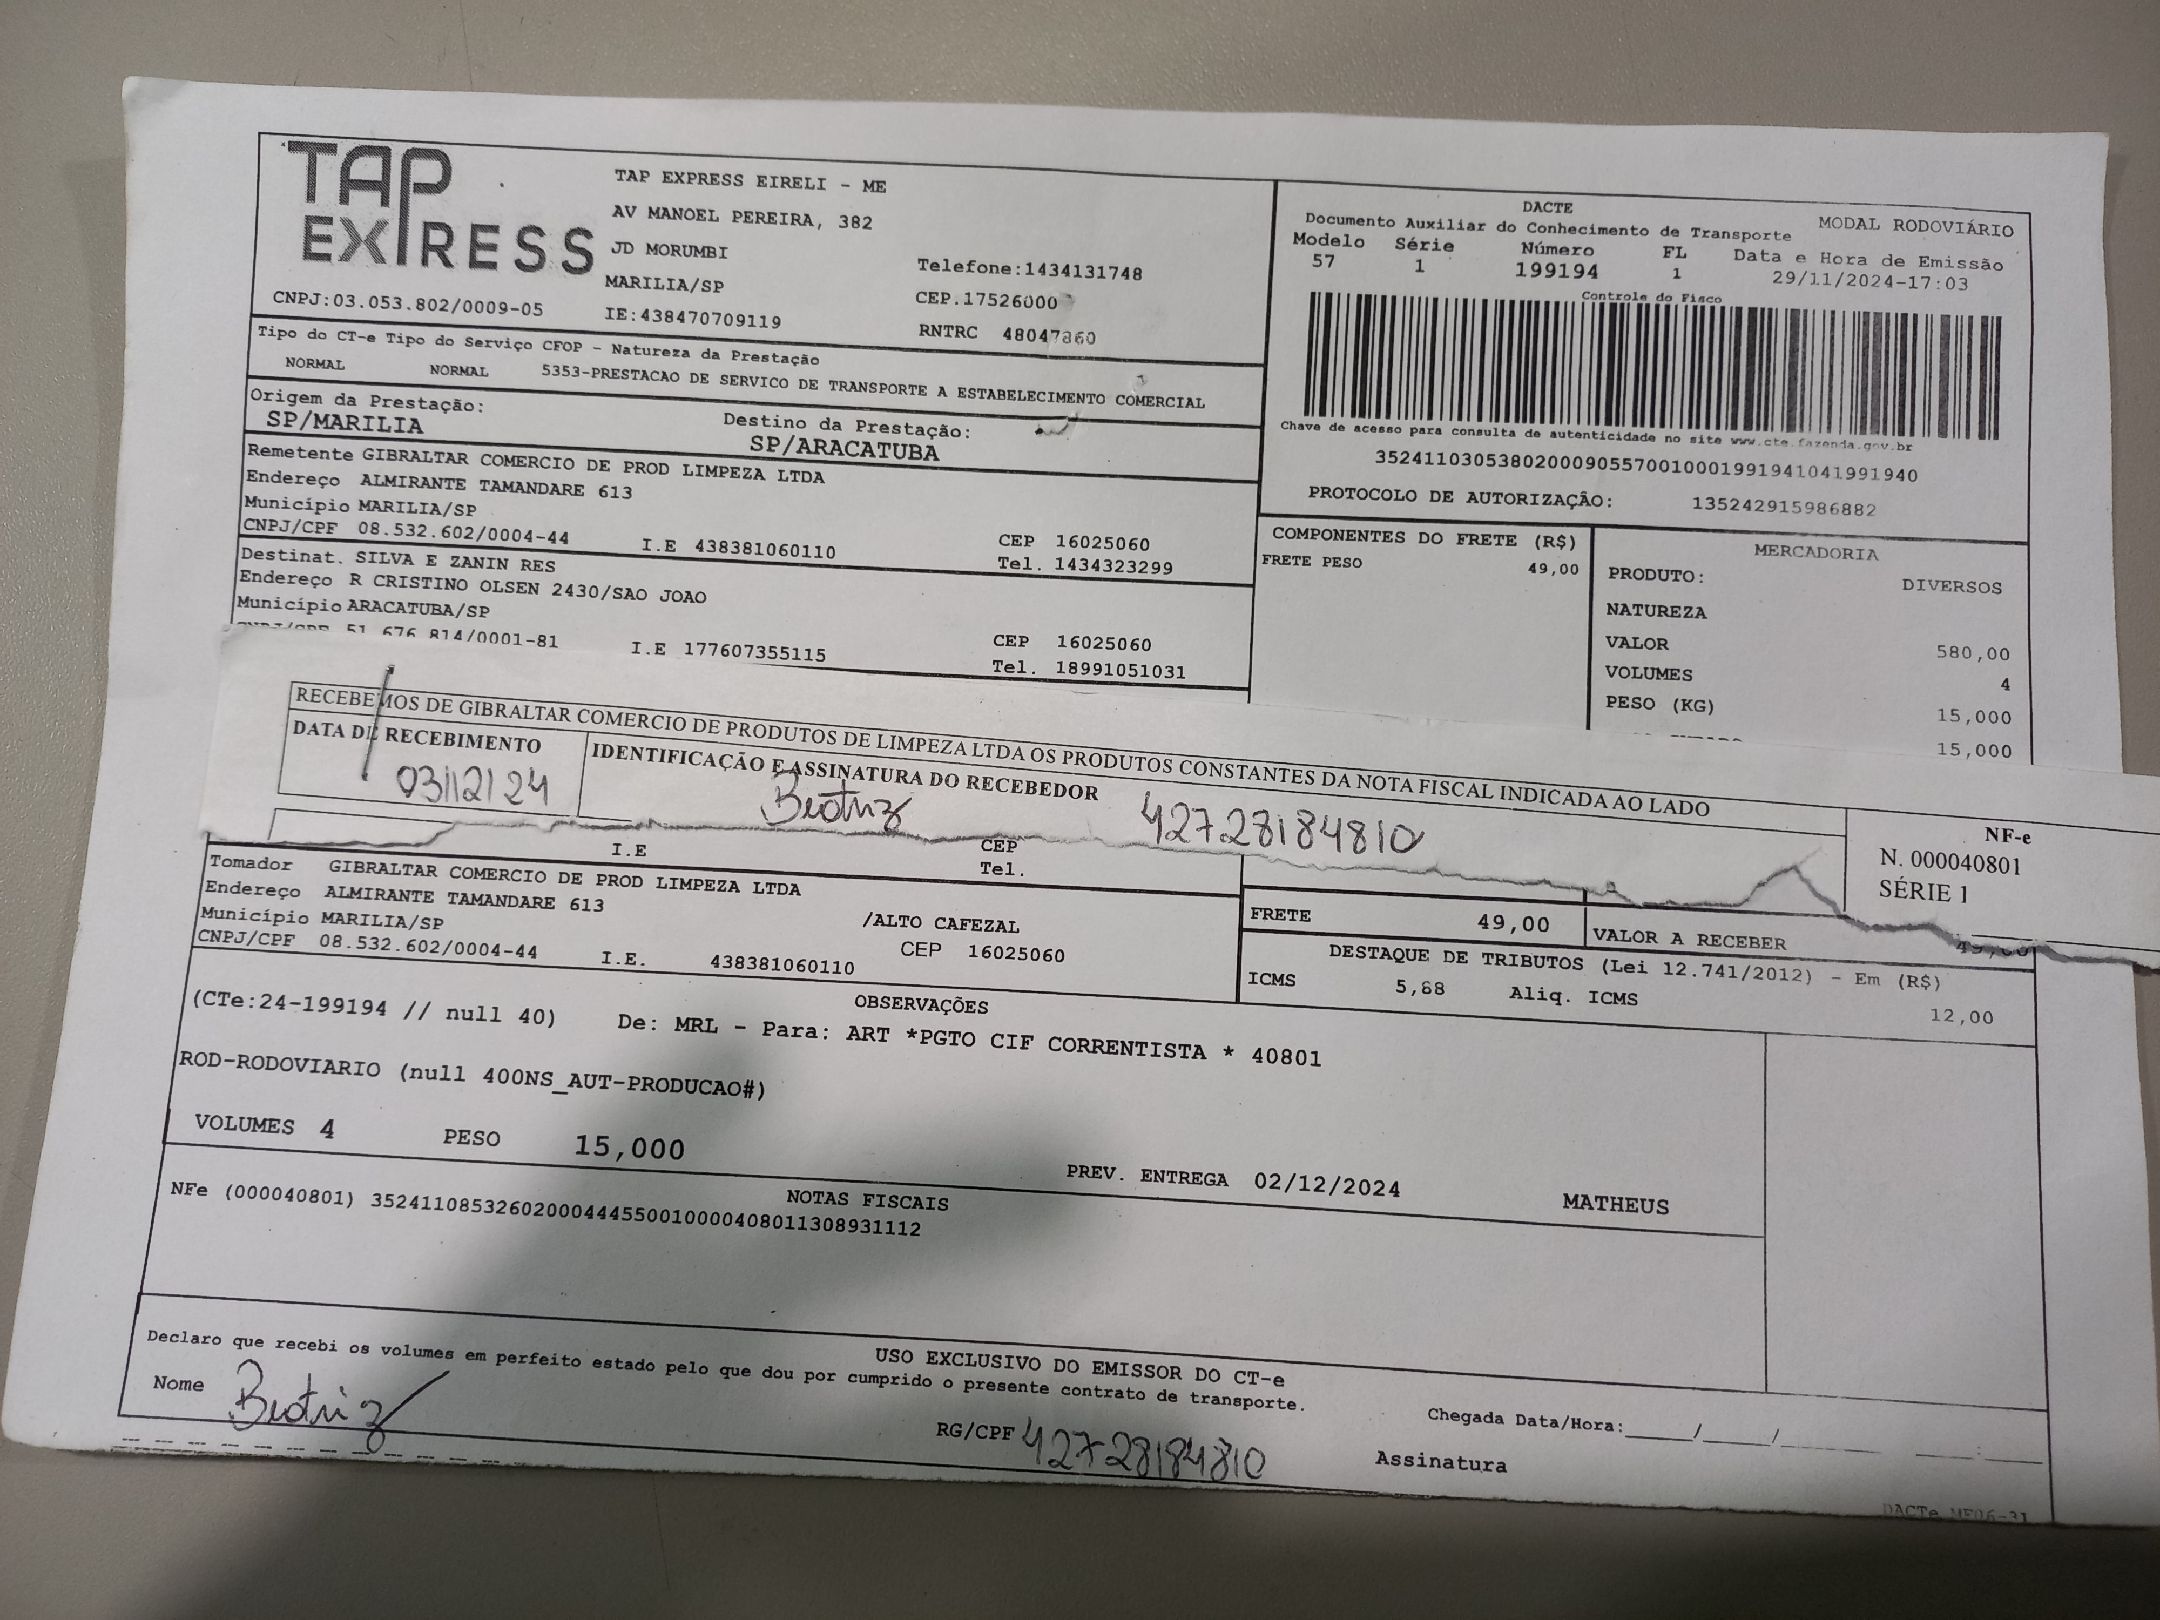 TAP EXPRESS
TAP EXPRESS EIRELI - ME
AV MANOEL PEREIRA, 382
JD MORUMBI
MARILIA/SP
Telefone:1434131748
CEP.17526000
CNPJ:03.053.802/0009-05
IE:438470709119
RNTRC 48047860
DACTE
MODAL RODOVIÁRIO
Documento Auxiliar do Conhecimento de Transporte
Modelo Série Número FL Data e Hora de Emissão
57 1 199194 1 29/11/2024-17:03
Controle do Fisco
Chave de acesso para consulta de autenticidade no site www.cte.fazenda.gov.br
35241103053802000905570010001991941041991940
PROTOCOLO DE AUTORIZAÇÃO: 135242915986882
Tipo do CT-e Tipo do Serviço CFOP - Natureza da Prestação
NORMAL NORMAL 5353-PRESTACAO DE SERVICO DE TRANSPORTE A ESTABELECIMENTO COMERCIAL
Origem da Prestação: Destino da Prestação:
SP/MARILIA SP/ARACATUBA
Remetente GIBRALTAR COMERCIO DE PROD LIMPEZA LTDA
Endereço ALMIRANTE TAMANDARE 613
Município MARILIA/SP CEP 16025060
CNPJ/CPF 08.532.602/0004-44 I.E 438381060110 Tel. 1434323299
Destinat. SILVA E ZANIN RES
Endereço R CRISTINO OLSEN 2430/SAO JOAO
Município ARACATUBA/SP CEP 16025060
CNPJ/CPF 51.676.814/0001-81 I.E 177607355115 Tel. 18991051031
COMPONENTES DO FRETE (R$)
FRETE PESO 49,00
MERCADORIA
PRODUTO: DIVERSOS
NATUREZA
VALOR 580,00
VOLUMES 4
PESO (KG) 15,000
15,000
RECEBEMOS DE GIBRALTAR COMERCIO DE PRODUTOS DE LIMPEZA LTDA OS PRODUTOS CONSTANTES DA NOTA FISCAL INDICADA AO LADO
DATA DE RECEBIMENTO IDENTIFICAÇÃO E ASSINATURA DO RECEBEDOR
03/12/24 Beatriz 42728184810
NF-e
N. 000040801
SÉRIE 1
I.E CEP
Tel.
Tomador GIBRALTAR COMERCIO DE PROD LIMPEZA LTDA
Endereço ALMIRANTE TAMANDARE 613 /ALTO CAFEZAL
Município MARILIA/SP CEP 16025060
CNPJ/CPF 08.532.602/0004-44 I.E. 438381060110
FRETE 49,00 VALOR A RECEBER 49,00
DESTAQUE DE TRIBUTOS (Lei 12.741/2012) - Em (R$)
ICMS 5,88 Aliq. ICMS 12,00
OBSERVAÇÕES
(CTe:24-199194 // null 40) De: MRL - Para: ART *PGTO CIF CORRENTISTA * 40801
ROD-RODOVIARIO (null 400NS_AUT-PRODUCAO#)
VOLUMES 4 PESO 15,000 PREV. ENTREGA 02/12/2024 MATHEUS
NOTAS FISCAIS
NFe (000040801) 35241108532602000444550010000408011308931112
USO EXCLUSIVO DO EMISSOR DO CT-e
Declaro que recebi os volumes em perfeito estado pelo que dou por cumprido o presente contrato de transporte.
Nome Beatriz RG/CPF 42728184810
Chegada Data/Hora:_____/_____/_____ ___:_____
Assinatura